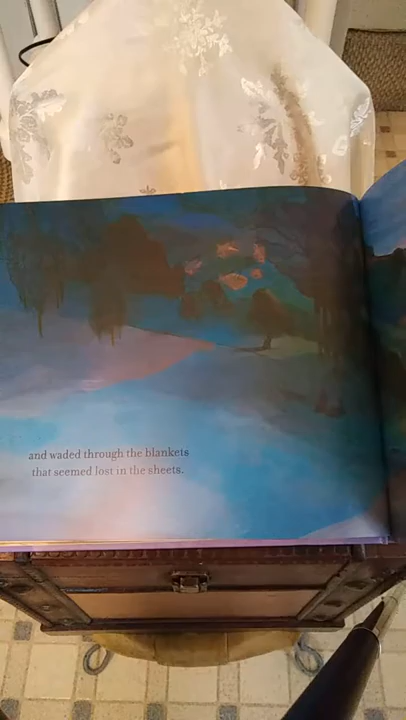 and waded through the blankets
that seemed lost in the sheets.